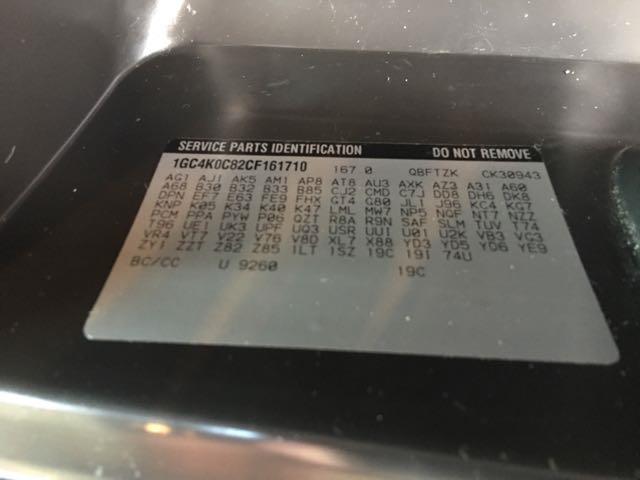 SERVICE PARTS IDENTIFICATION DO NOT REMOVE
1GC4K0C82CF161710 167.0 QBFTZK CK30943
AG1 AJ1 AK5 AM1 AP8 AT8 AU3 AXK AZ3 A31 A60
A68 B30 B32 B33 B85 CJ2 CMD C7J DD8 DH6 DK8
DPN EF7 E63 FE9 FHX GT4 G80 JL1 J96 KC4 KG7
KNP K05 K34 K40 K47 LML MW7 NP5 NQF NT7 NZZ
PCM PPA PYW P06 QZT R8A R9N SAF SLM TUV T74
T96 UE1 UK3 UPF UQ3 USR UU1 U01 U2K VB3 VC3
VR4 VT7 V22 V76 V8D XL7 X88 YD3 YD5 YD6 YE9
ZY1 ZZT Z82 Z85 1LT 1SZ 19C 19I 74U
BC/CC U 9260 19C